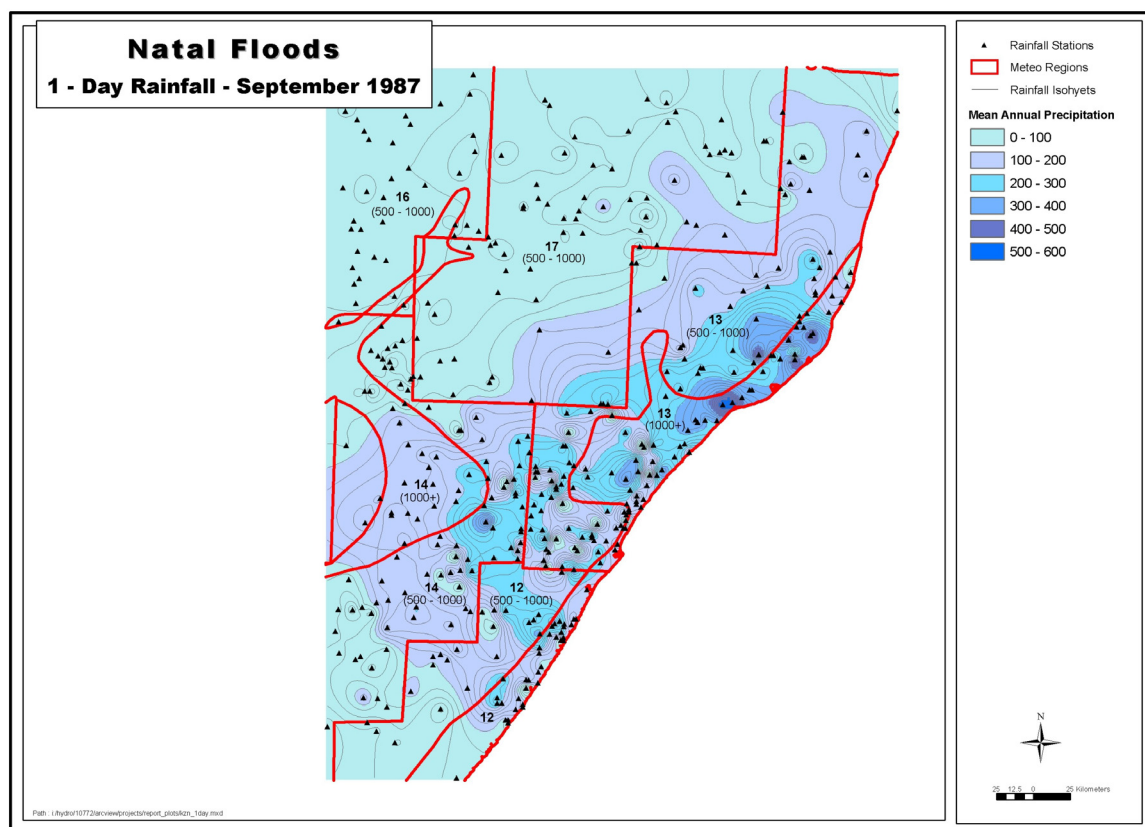 Natal Floods
1 - Day Rainfall - September 1987
Rainfall Stations
Meteo Regions
Rainfall Isohyets
Mean Annual Precipitation
0 - 100
100 - 200
200 - 300
300 - 400
400 - 500
500 - 600
16
(500 - 1000)
17
(500 - 1000)
13
(500 - 1000)
13
(1000+)
14
(1000+)
14
(500 - 1000)
12
(500 - 1000)
12
N
25 12.5 0 25 Kilometers
Path : i:/hydro/10772/arcview/projects/report_plots/kzn_1day.mxd